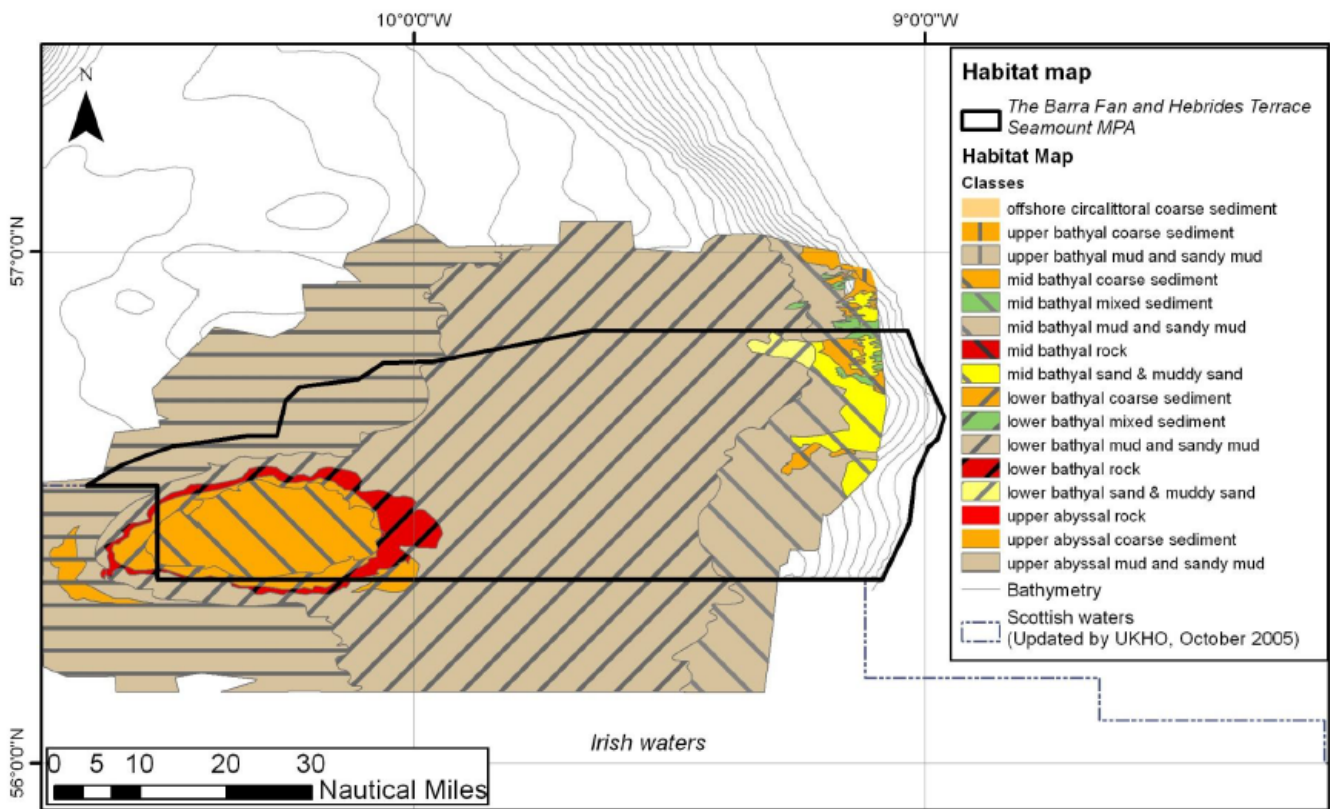 10°0'0"W
9°0'0"W
N
57°0'0"N
56°0'0"N
Habitat map
The Barra Fan and Hebrides Terrace
Seamount MPA
Habitat Map
Classes
offshore circalittoral coarse sediment
upper bathyal coarse sediment
upper bathyal mud and sandy mud
mid bathyal coarse sediment
mid bathyal mixed sediment
mid bathyal mud and sandy mud
mid bathyal rock
mid bathyal sand & muddy sand
lower bathyal coarse sediment
lower bathyal mixed sediment
lower bathyal mud and sandy mud
lower bathyal rock
lower bathyal sand & muddy sand
upper abyssal rock
upper abyssal coarse sediment
upper abyssal mud and sandy mud
Bathymetry
Scottish waters
(Updated by UKHO, October 2005)
Irish waters
0 5 10 20 30
Nautical Miles